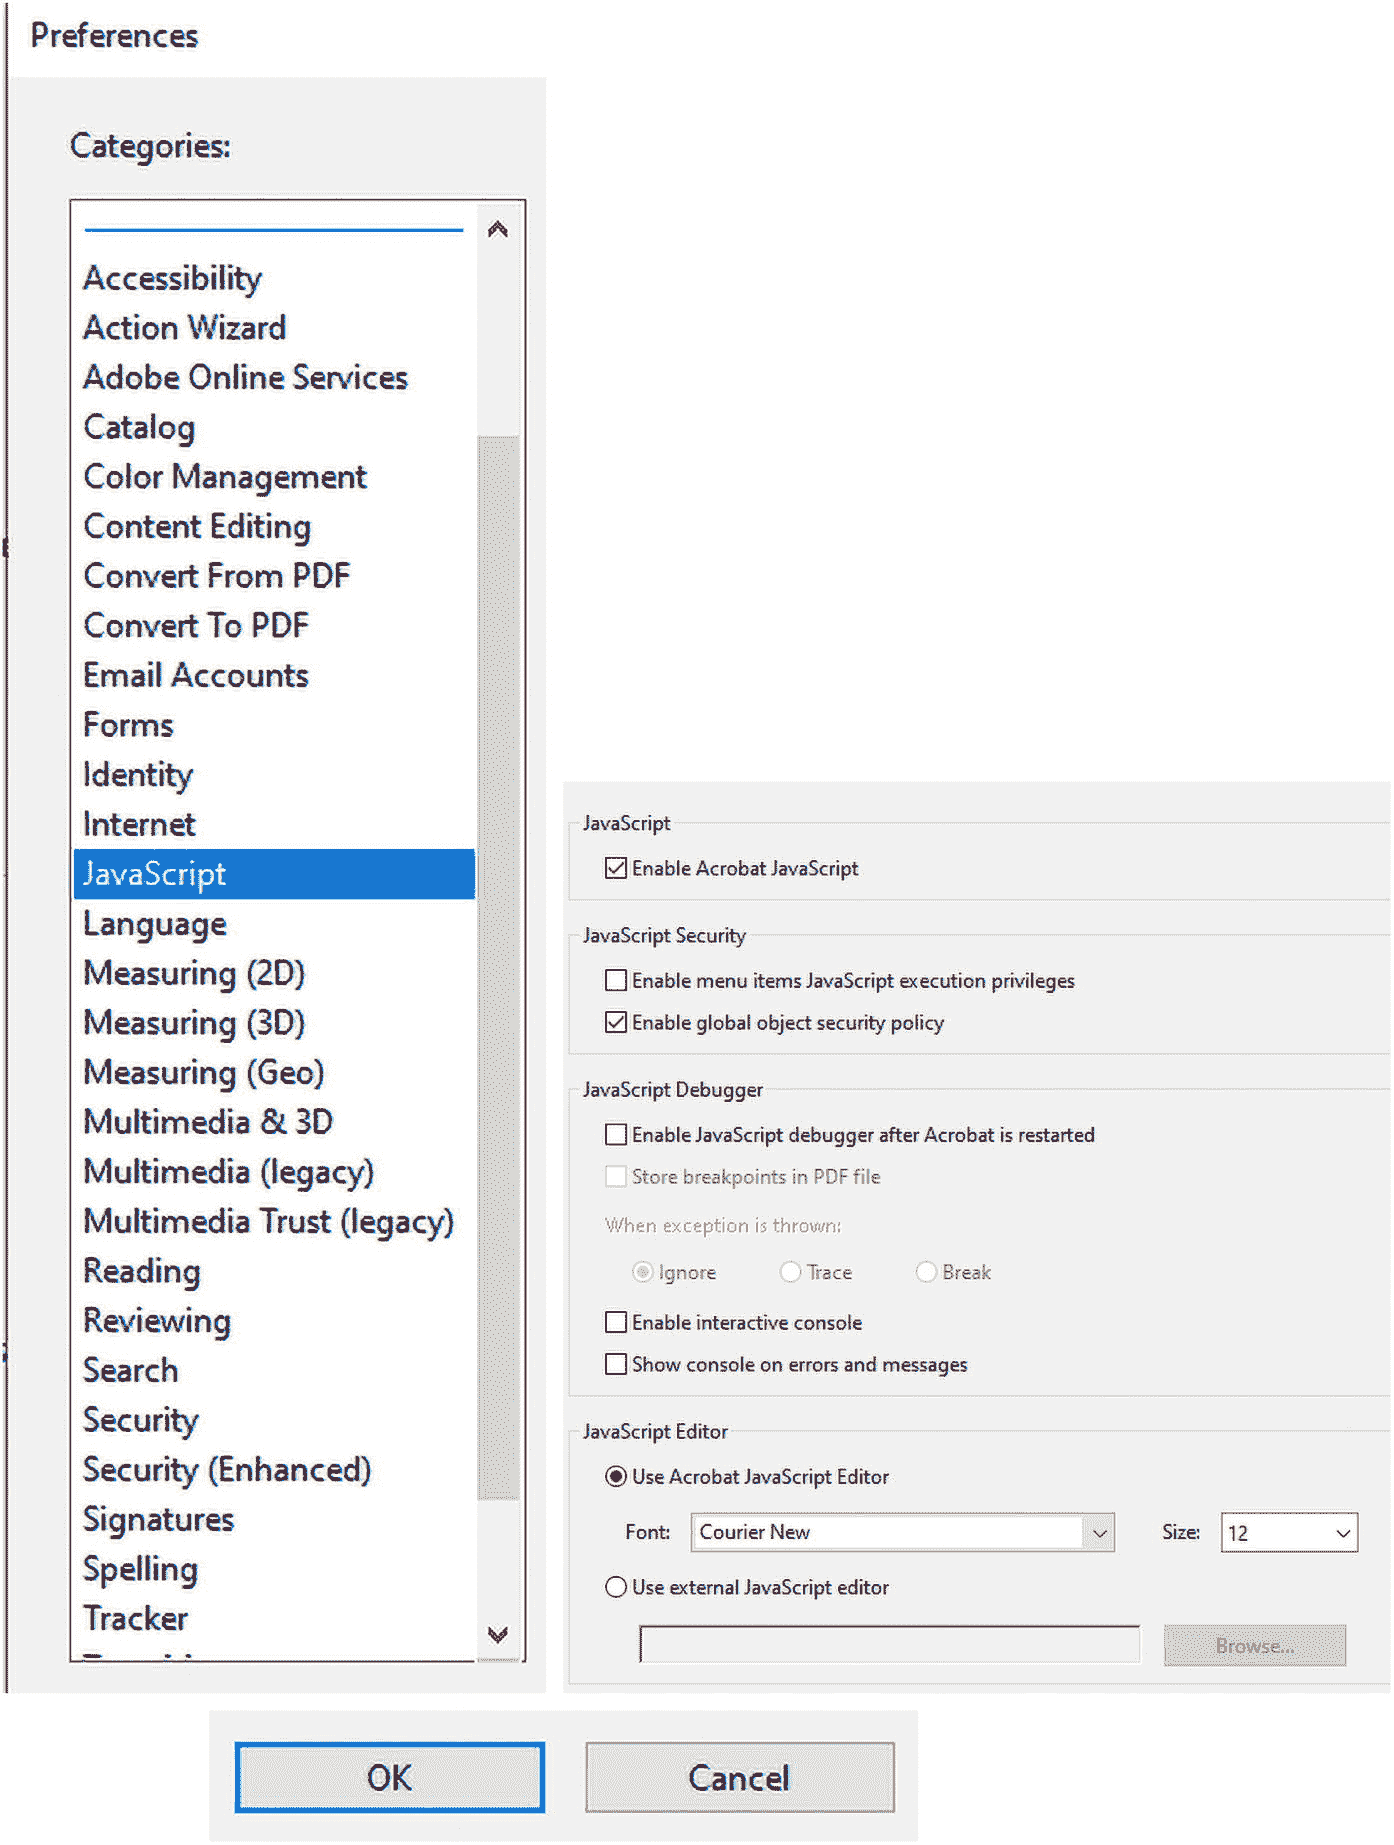 Preferences
Categories:
Accessibility
Action Wizard
Adobe Online Services
Catalog
Color Management
Content Editing
Convert From PDF
Convert To PDF
Email Accounts
Forms
Identity
Internet
JavaScript
Language
Measuring (2D)
Measuring (3D)
Measuring (Geo)
Multimedia & 3D
Multimedia (legacy)
Multimedia Trust (legacy)
Reading
Reviewing
Search
Security
Security (Enhanced)
Signatures
Spelling
Tracker
JavaScript
Enable Acrobat JavaScript
JavaScript Security
Enable menu items JavaScript execution privileges
Enable global object security policy
JavaScript Debugger
Enable JavaScript debugger after Acrobat is restarted
Store breakpoints in PDF file
When exception is thrown:
Ignore Trace Break
Enable interactive console
Show console on errors and messages
JavaScript Editor
Use Acrobat JavaScript Editor
Font: Courier New Size: 12
Use external JavaScript editor
Browse...
OK Cancel